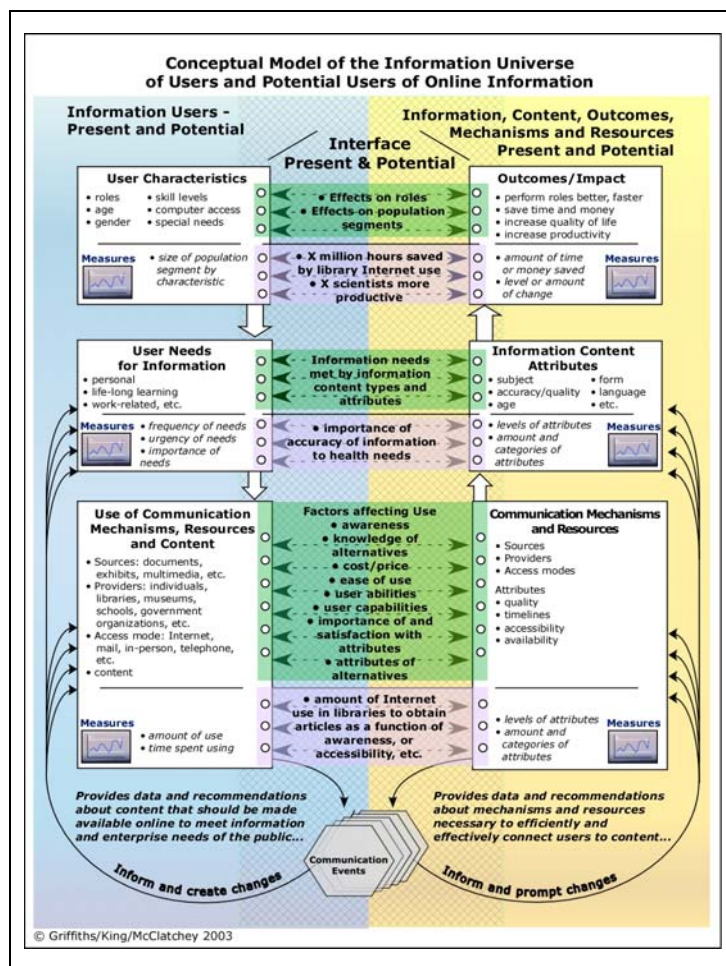 Conceptual Model of the Information Universe
of Users and Potential Users of Online Information
Information Users -
Present and Potential
Interface
Present & Potential
Information, Content, Outcomes,
Mechanisms and Resources
Present and Potential
User Characteristics
• roles
• age
• gender
• skill levels
• computer access
• special needs
Measures
• size of population
segment by
characteristic
• Effects on roles
• Effects on population
segments
• X million hours saved
by library Internet use
• X scientists more
productive
Outcomes/Impact
• perform roles better, faster
• save time and money
• increase quality of life
• increase productivity
• amount of time
or money saved
• level or amount
of change
Measures
User Needs
for Information
• personal
• life-long learning
• work-related, etc.
Measures
• frequency of needs
• urgency of needs
• importance of
needs
Information needs
met by information
content types and
attributes
• importance of
accuracy of information
to health needs
Information Content
Attributes
• subject
• accuracy/quality
• age
• form
• language
• etc.
• levels of attributes
• amount and
categories of
attributes
Measures
Use of Communication
Mechanisms, Resources
and Content
• Sources: documents,
exhibits, multimedia, etc.
• Providers: individuals,
libraries, museums,
schools, government
organizations, etc.
• Access mode: Internet,
mail, in-person, telephone,
etc.
• content
Measures
• amount of use
• time spent using
Factors affecting Use
• awareness
• knowledge of
alternatives
• cost/price
• ease of use
• user abilities
• user capabilities
• importance of and
satisfaction with
attributes
• attributes of
alternatives
• amount of Internet
use in libraries to obtain
articles as a function of
awareness, or
accessibility, etc.
Communication Mechanisms
and Resources
• Sources
• Providers
• Access modes
Attributes
• quality
• timelines
• accessibility
• availability
• levels of attributes
• amount and
categories of
attributes
Measures
Provides data and recommendations
about content that should be made
available online to meet information
and enterprise needs of the public...
Provides data and recommendations
about mechanisms and resources
necessary to efficiently and
effectively connect users to content...
Communication
Events
Inform and create changes
Inform and prompt changes
© Griffiths/King/McClatchey 2003